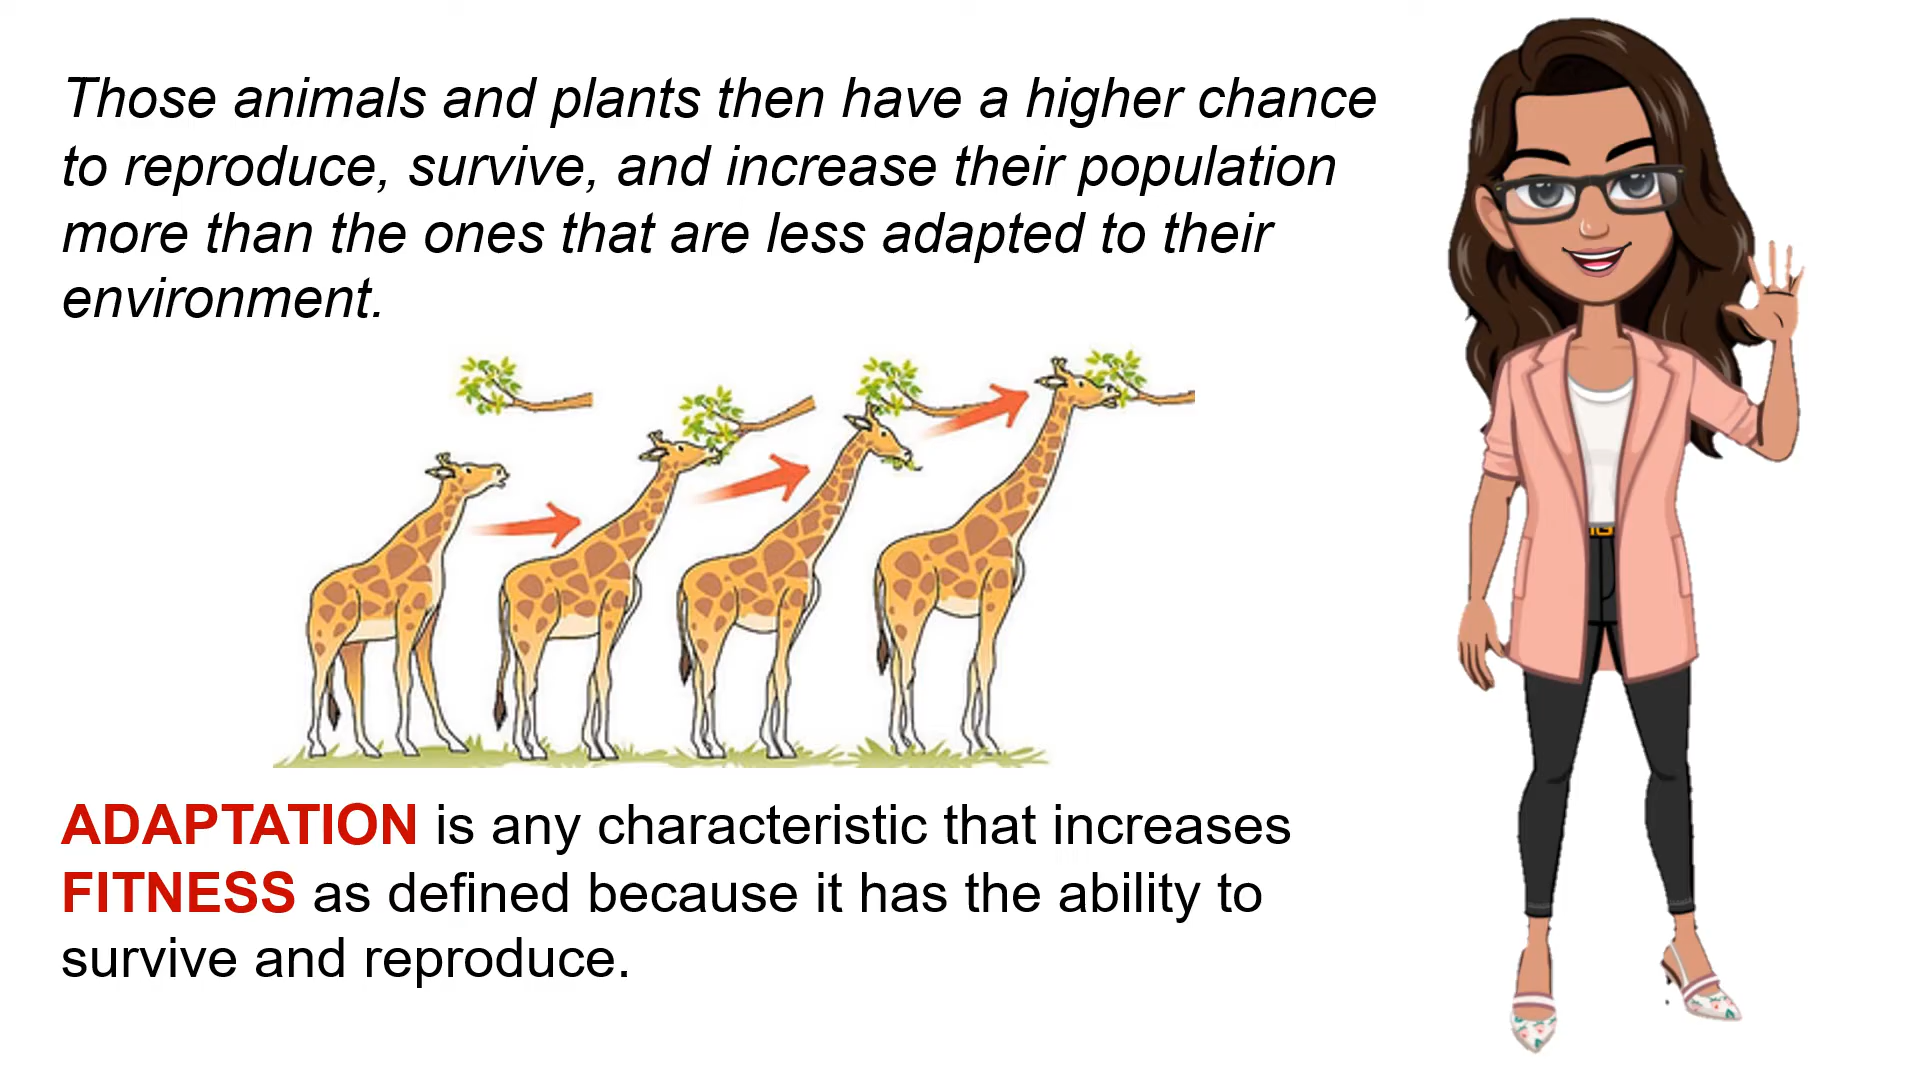 Those animals and plants then have a higher chance
to reproduce, survive, and increase their population
more than the ones that are less adapted to their
environment.
ADAPTATION is any characteristic that increases
FITNESS as defined because it has the ability to
survive and reproduce.